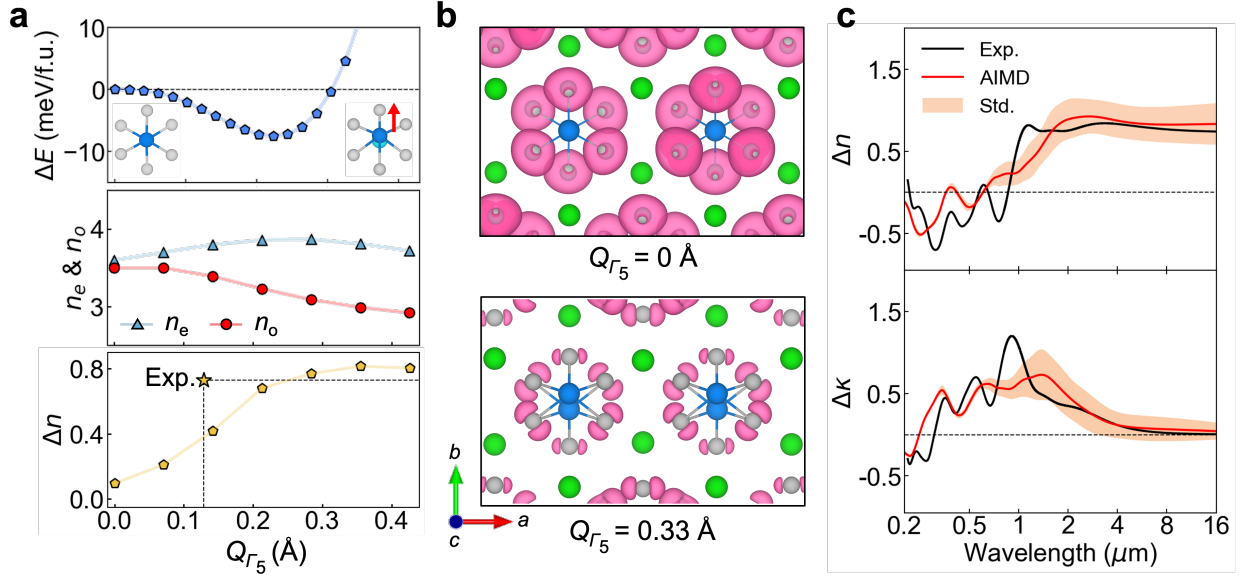 a
ΔE (meV/f.u.)
10
0
−10
n_e & n_o
4
3
n_e
n_o
Δn
0.8
0.4
0.0
Exp.
0.0 0.1 0.2 0.3 0.4
Q_Γ5 (Å)
b
Q_Γ5 = 0 Å
b
a
c
Q_Γ5 = 0.33 Å
c
Exp.
AIMD
Std.
Δn
1.5
0.5
-0.5
Δκ
1.5
0.5
-0.5
0.2 0.5 1 2 4 8 16
Wavelength (μm)